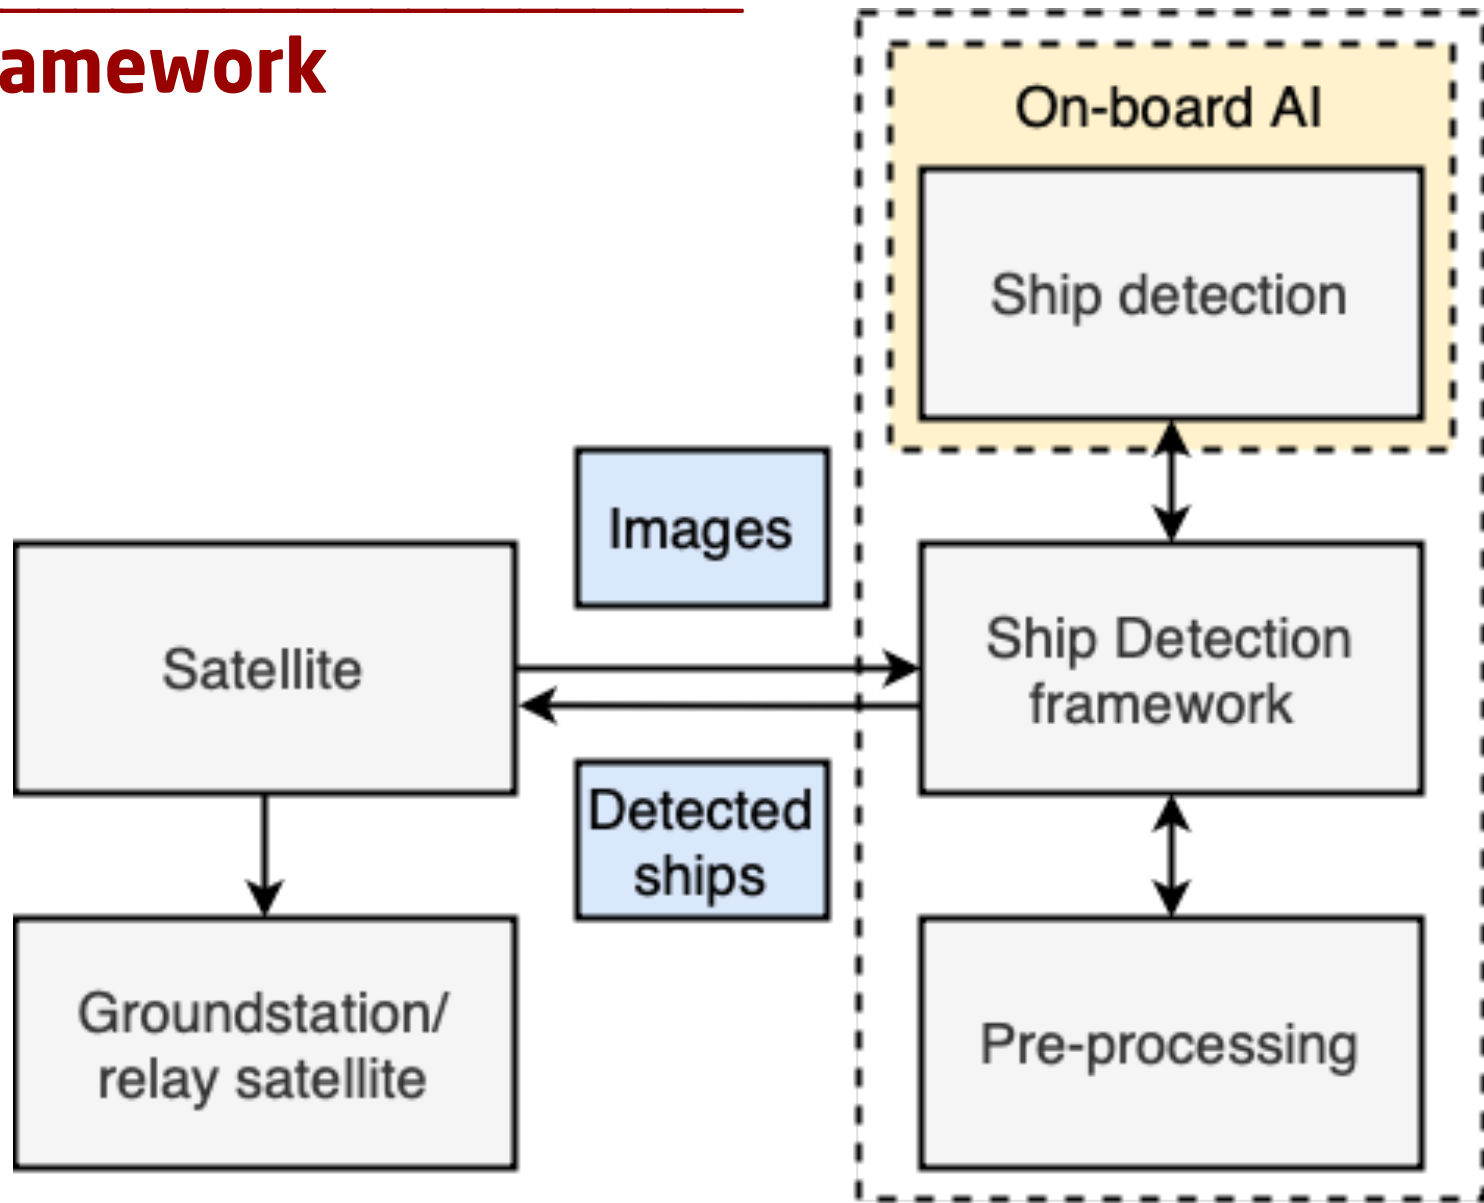 amework
On-board AI
Ship detection
Images
Satellite
Ship Detection
framework
Detected
ships
Groundstation/
relay satellite
Pre-processing